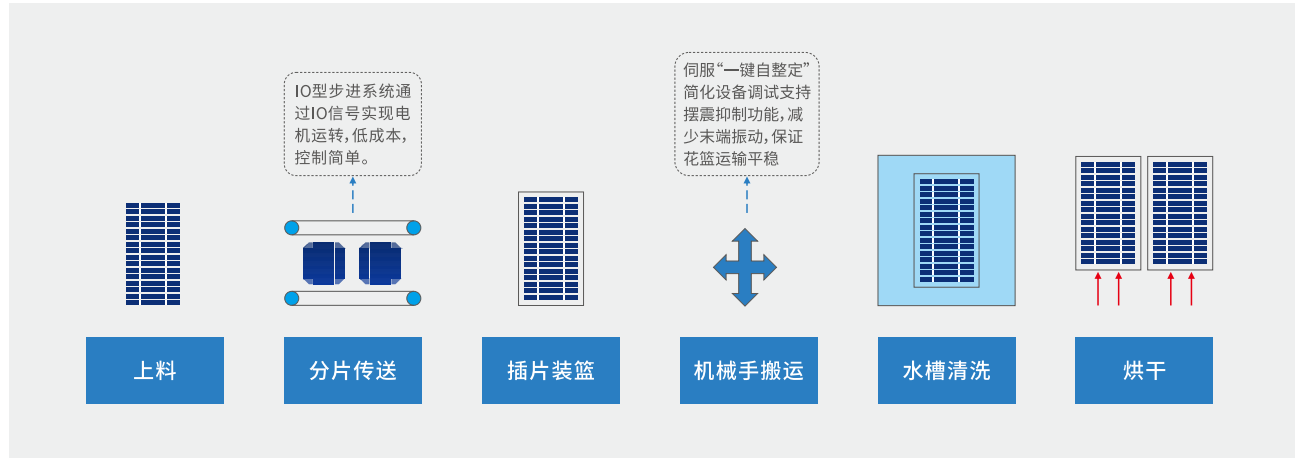 IO型步进系统通
过IO信号实现电
机运转，低成本，
控制简单。
伺服“一键自整定”
简化设备调试支持
摆震抑制功能，减
少末端振动，保证
花篮运输平稳
上料
分片传送
插片装篮
机械手搬运
水槽清洗
烘干